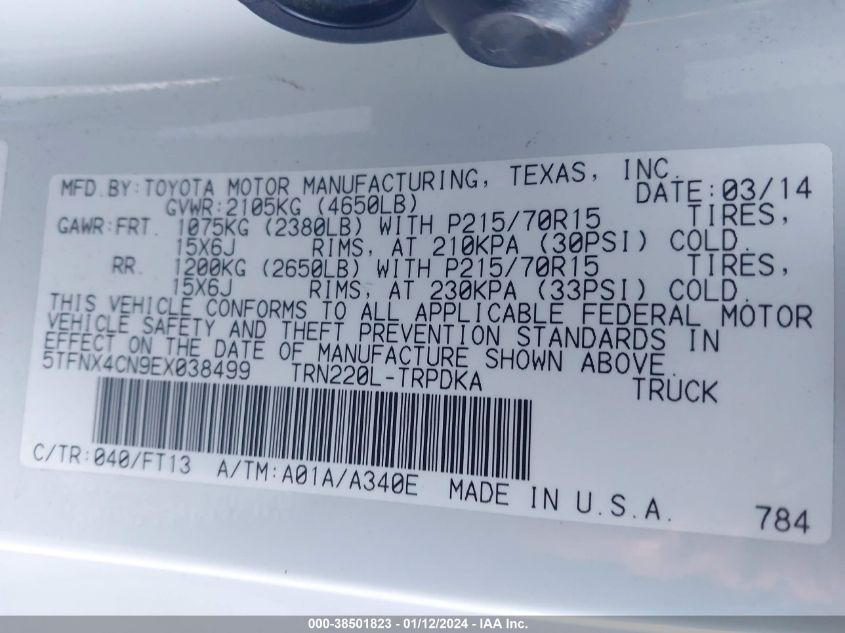 MFD.BY:TOYOTA MOTOR MANUFACTURING, TEXAS, INC.
GVWR:2105KG (4650LB) DATE:03/14
GAWR:FRT. 1075KG (2380LB) WITH P215/70R15 TIRES,
15X6J RIMS, AT 210KPA (30PSI) COLD.
RR. 1200KG (2650LB) WITH P215/70R15 TIRES,
15X6J RIMS, AT 230KPA (33PSI) COLD.
THIS VEHICLE CONFORMS TO ALL APPLICABLE FEDERAL MOTOR
VEHICLE SAFETY AND THEFT PREVENTION STANDARDS IN
EFFECT ON THE DATE OF MANUFACTURE SHOWN ABOVE.
5TFNX4CN9EX038499 TRN220L-TRPDKA TRUCK
C/TR:040/FT13 A/TM:A01A/A340E MADE IN U.S.A.
784
000-38501823 / 01/12/2024 - IAA Inc.